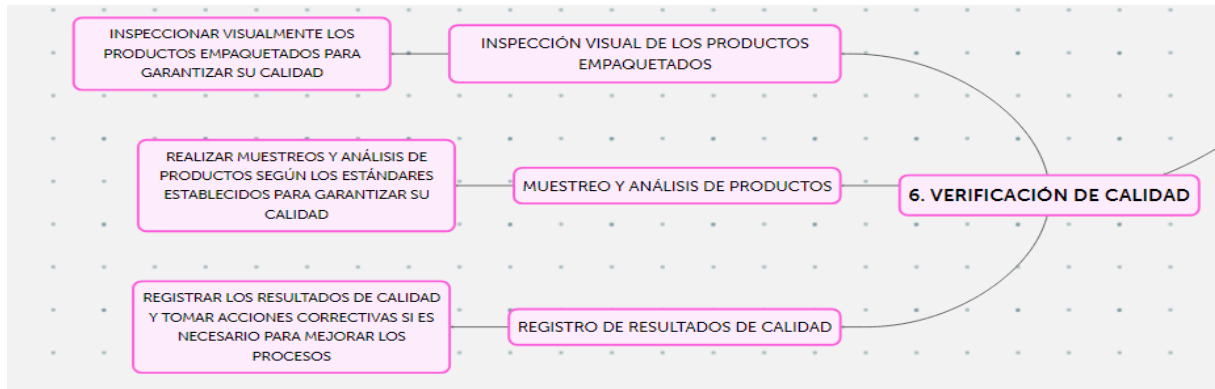 INSPECCIONAR VISUALMENTE LOS
PRODUCTOS EMPAQUETADOS PARA
GARANTIZAR SU CALIDAD
INSPECCIÓN VISUAL DE LOS PRODUCTOS
EMPAQUETADOS
REALIZAR MUESTREOS Y ANÁLISIS DE
PRODUCTOS SEGÚN LOS ESTÁNDARES
ESTABLECIDOS PARA GARANTIZAR SU
CALIDAD
MUESTREO Y ANÁLISIS DE PRODUCTOS
6. VERIFICACIÓN DE CALIDAD
REGISTRAR LOS RESULTADOS DE CALIDAD
Y TOMAR ACCIONES CORRECTIVAS SI ES
NECESARIO PARA MEJORAR LOS
PROCESOS
REGISTRO DE RESULTADOS DE CALIDAD